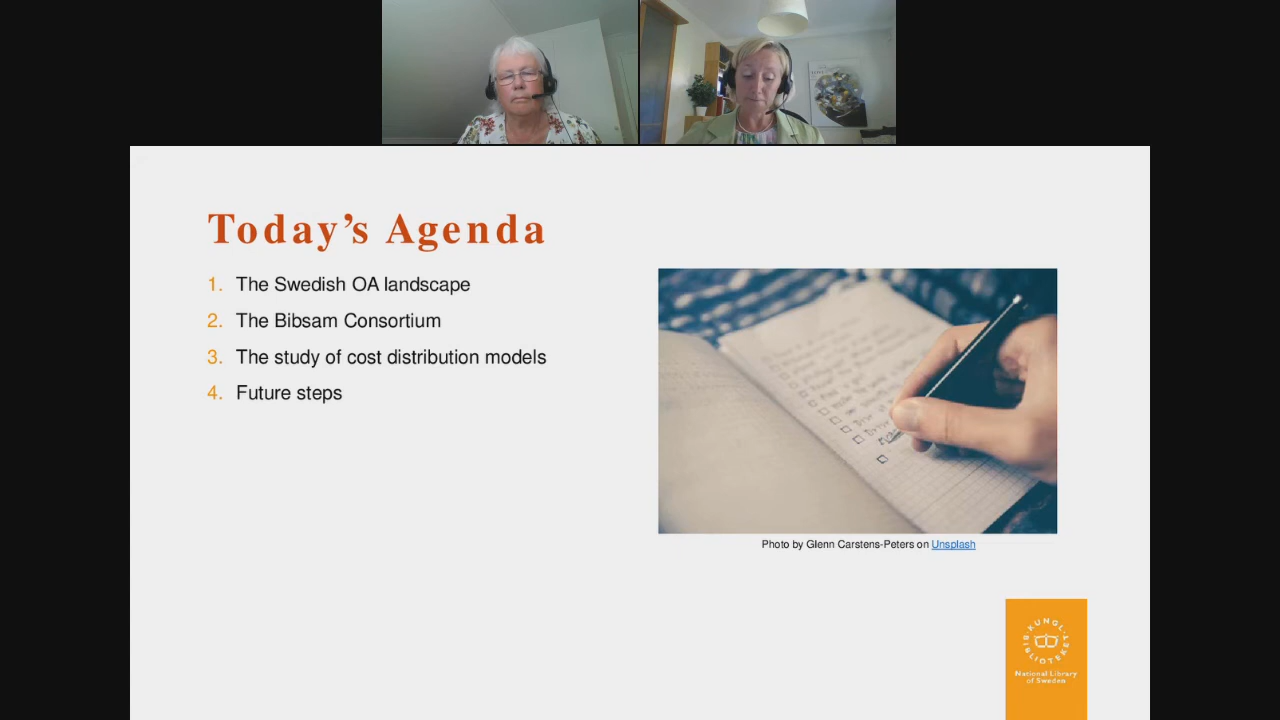 Today's Agenda
1. The Swedish OA landscape
2. The Bibsam Consortium
3. The study of cost distribution models
4. Future steps
Photo by Glenn Carstens-Peters on Unsplash
KUNGL. BIBLIOTEKET
National Library
of Sweden